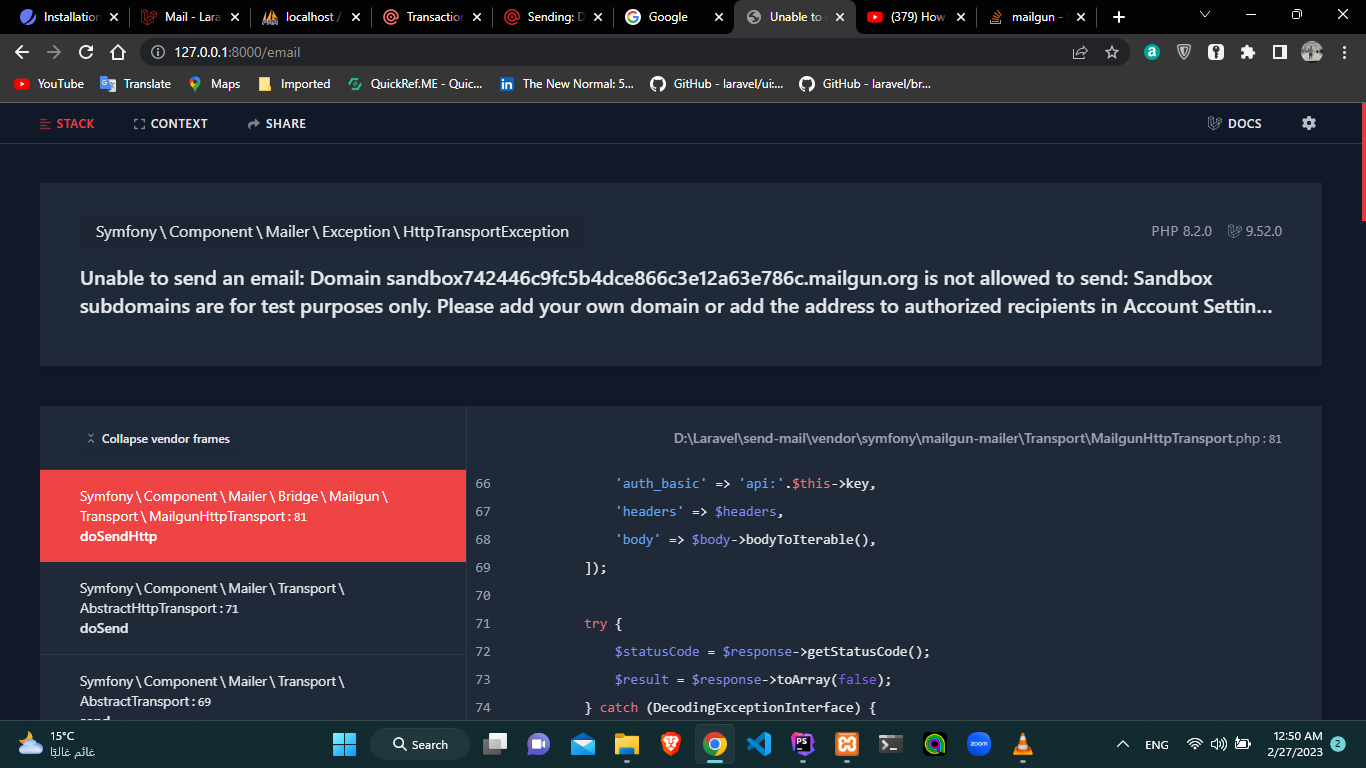 Installation
Mail - Lara
localhost /
Transactio
Sending: D
Google
Unable to
(379) How
mailgun -
127.0.0.1:8000/email
YouTube
Translate
Maps
Imported
QuickRef.ME - Quic...
The New Normal: 5...
GitHub - laravel/ui:...
GitHub - laravel/br...
STACK
CONTEXT
SHARE
DOCS
Symfony\Component\Mailer\Exception\HttpTransportException
PHP 8.2.0
9.52.0
Unable to send an email: Domain sandbox742446c9fc5b4dce866c3e12a63e786c.mailgun.org is not allowed to send: Sandbox
subdomains are for test purposes only. Please add your own domain or add the address to authorized recipients in Account Settin...
Collapse vendor frames
Symfony\Component\Mailer\Bridge\Mailgun\
Transport\MailgunHttpTransport:81
doSendHttp
Symfony\Component\Mailer\Transport\
AbstractHttpTransport:71
doSend
Symfony\Component\Mailer\Transport\
AbstractTransport:69
send
D:\Laravel\send-mail\vendor\symfony\mailgun-mailer\Transport\MailgunHttpTransport.php:81
66 'auth_basic' => 'api:'.$this->key,
67 'headers' => $headers,
68 'body' => $body->bodyToIterable(),
69 ]);
70
71 try {
72 $statusCode = $response->getStatusCode();
73 $result = $response->toArray(false);
74 } catch (DecodingExceptionInterface) {
15°C
غائم غالبًا
Search
zoom
ENG
12:50 AM
2/27/2023
2